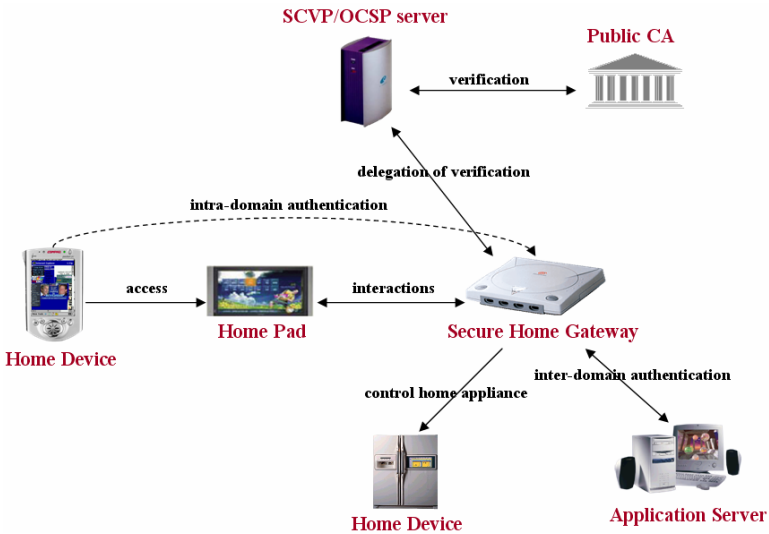 SCVP/OCSP server
Public CA
verification
delegation of verification
intra-domain authentication
access
interactions
Home Pad
Secure Home Gateway
Home Device
inter-domain authentication
control home appliance
Home Device
Application Server